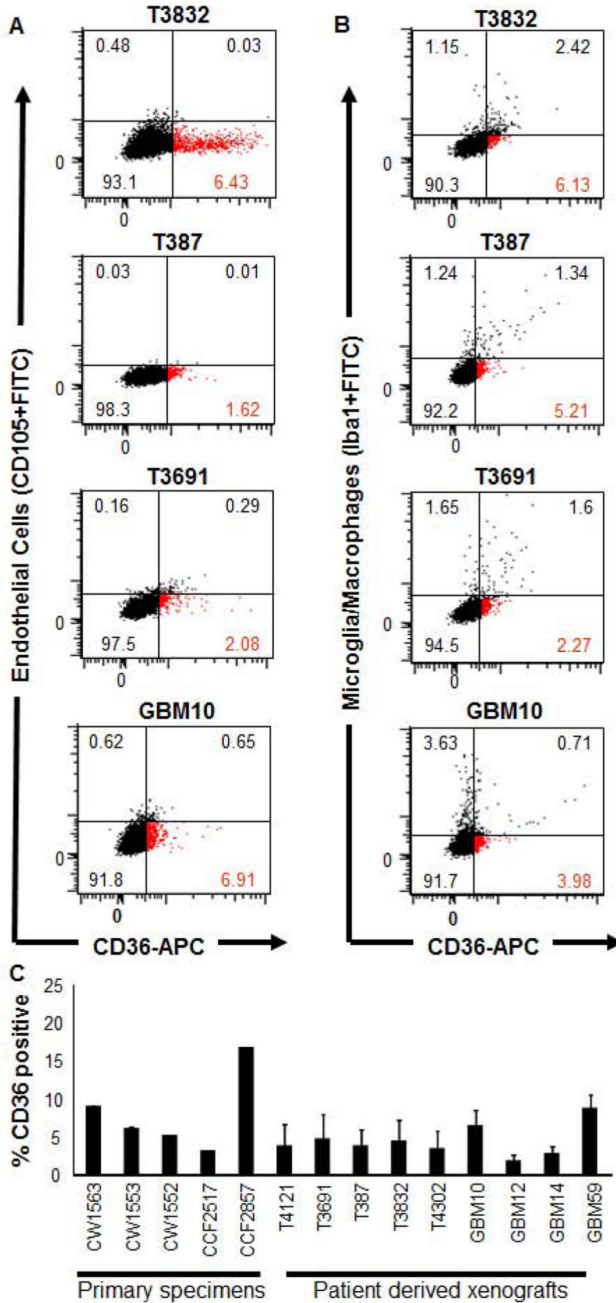 A
T3832
0.48 0.03
0
93.1 6.43
0
T387
0.03 0.01
0
98.3 1.62
0
T3691
0.16 0.29
0
97.5 2.08
0
GBM10
0.62 0.65
0
91.8 6.91
0
Endothelial Cells (CD105+FITC)
CD36-APC
B
T3832
1.15 2.42
0
90.3 6.13
0
T387
1.24 1.34
0
92.2 5.21
0
T3691
1.65 1.6
0
94.5 2.27
0
GBM10
3.63 0.71
0
91.7 3.98
0
Microglia/Macrophages (Iba1+FITC)
CD36-APC
C
% CD36 positive
25
20
15
10
5
0
CW1563
CW1553
CW1552
CCF2517
CCF2857
T4121
T3691
T387
T3832
T4302
GBM10
GBM12
GBM14
GBM59
Primary specimens
Patient derived xenografts